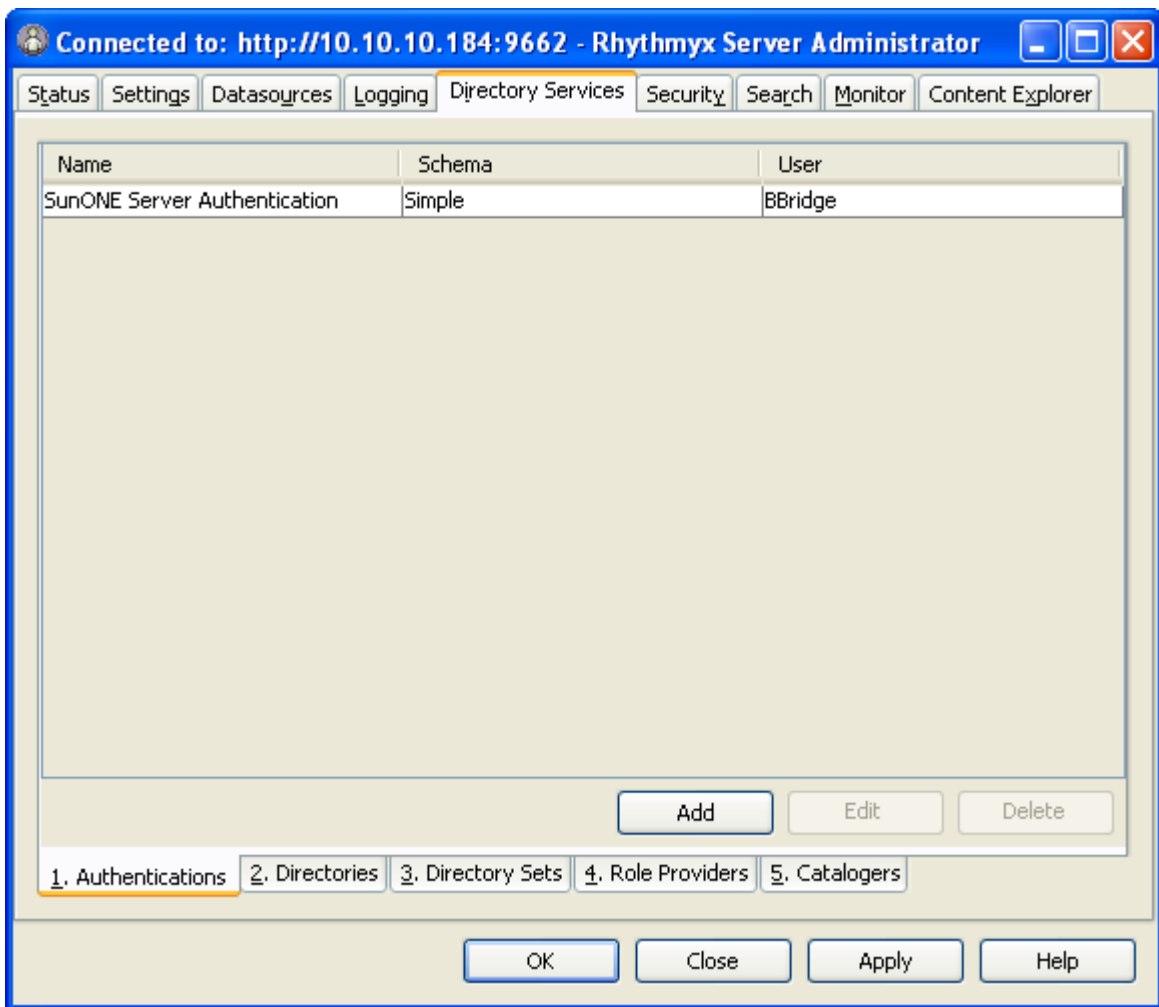 Connected to: http://10.10.10.184:9662 - Rhythmyx Server Administrator
Status Settings Datasources Logging Directory Services Security Search Monitor Content Explorer
Name Schema User
SunONE Server Authentication Simple BBridge
Add Edit Delete
1. Authentications 2. Directories 3. Directory Sets 4. Role Providers 5. Catalogers
OK Close Apply Help